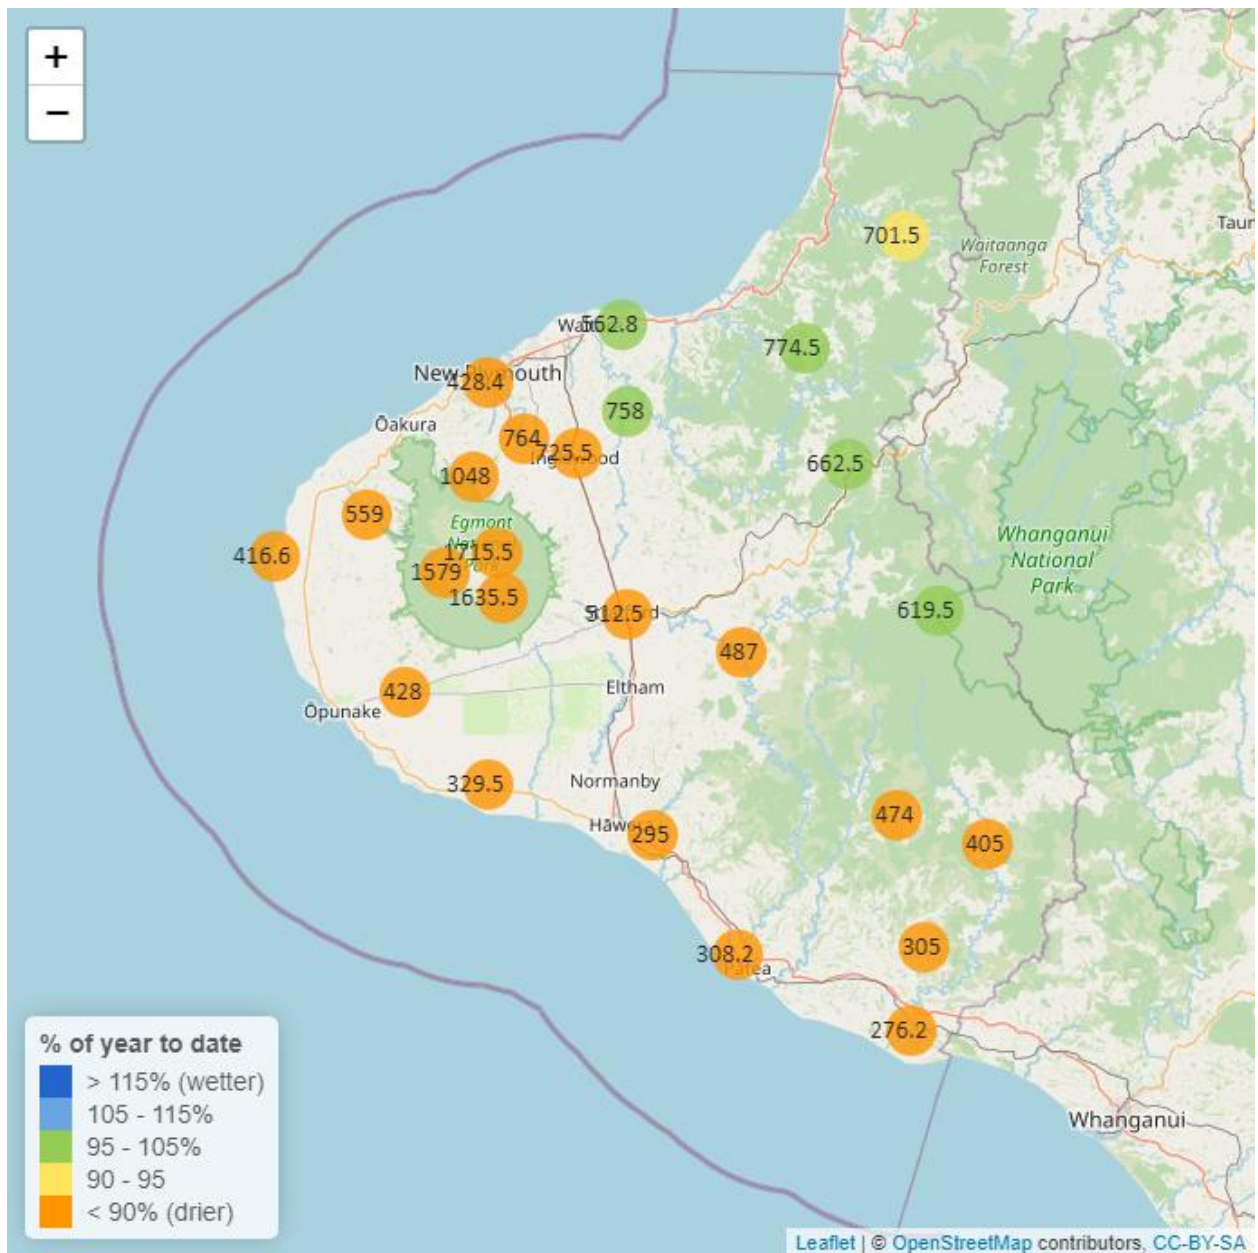 +
−
701.5
Waitaanga
Forest
Taur
562.8
774.5
New Plymouth
428.4
758
Ōakura
764
725.5
662.5
1048
559
Egmont
Whanganui
National
Park
416.6
1715.5
1579
1635.5
512.5
619.5
487
Eltham
428
Ōpunake
Normanby
329.5
295
474
405
305
308.2
Patea
276.2
Whanganui
% of year to date
> 115% (wetter)
105 - 115%
95 - 105%
90 - 95
< 90% (drier)
Leaflet | © OpenStreetMap contributors, CC-BY-SA